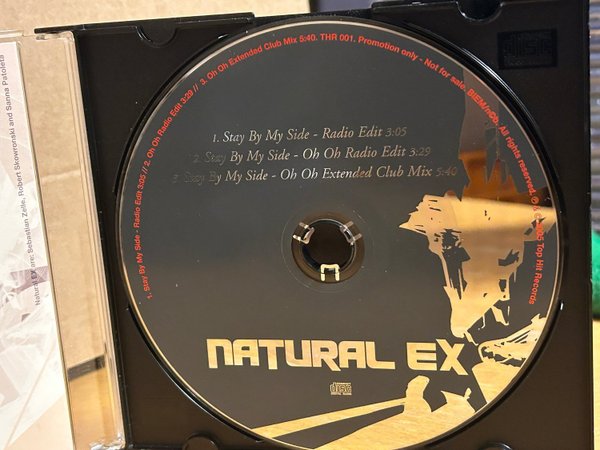 Natural EX are: Sebastian Zelle, Robert Skowronski and Sanna Patoleta
1. Stay By My Side - Radio Edit 3:05 // 2. Oh Oh Radio Edit 3:29 // 3. Oh Oh Extended Club Mix 5:40. THR 001. Promotion only - Not for sale. BIEM/nCb. All rights reserved. ℗ & © 2005 Top Hit Records
1. Stay By My Side - Radio Edit 3:05
2. Stay By My Side - Oh Oh Radio Edit 3:29
3. Stay By My Side - Oh Oh Extended Club Mix 5:40
NATURAL EX